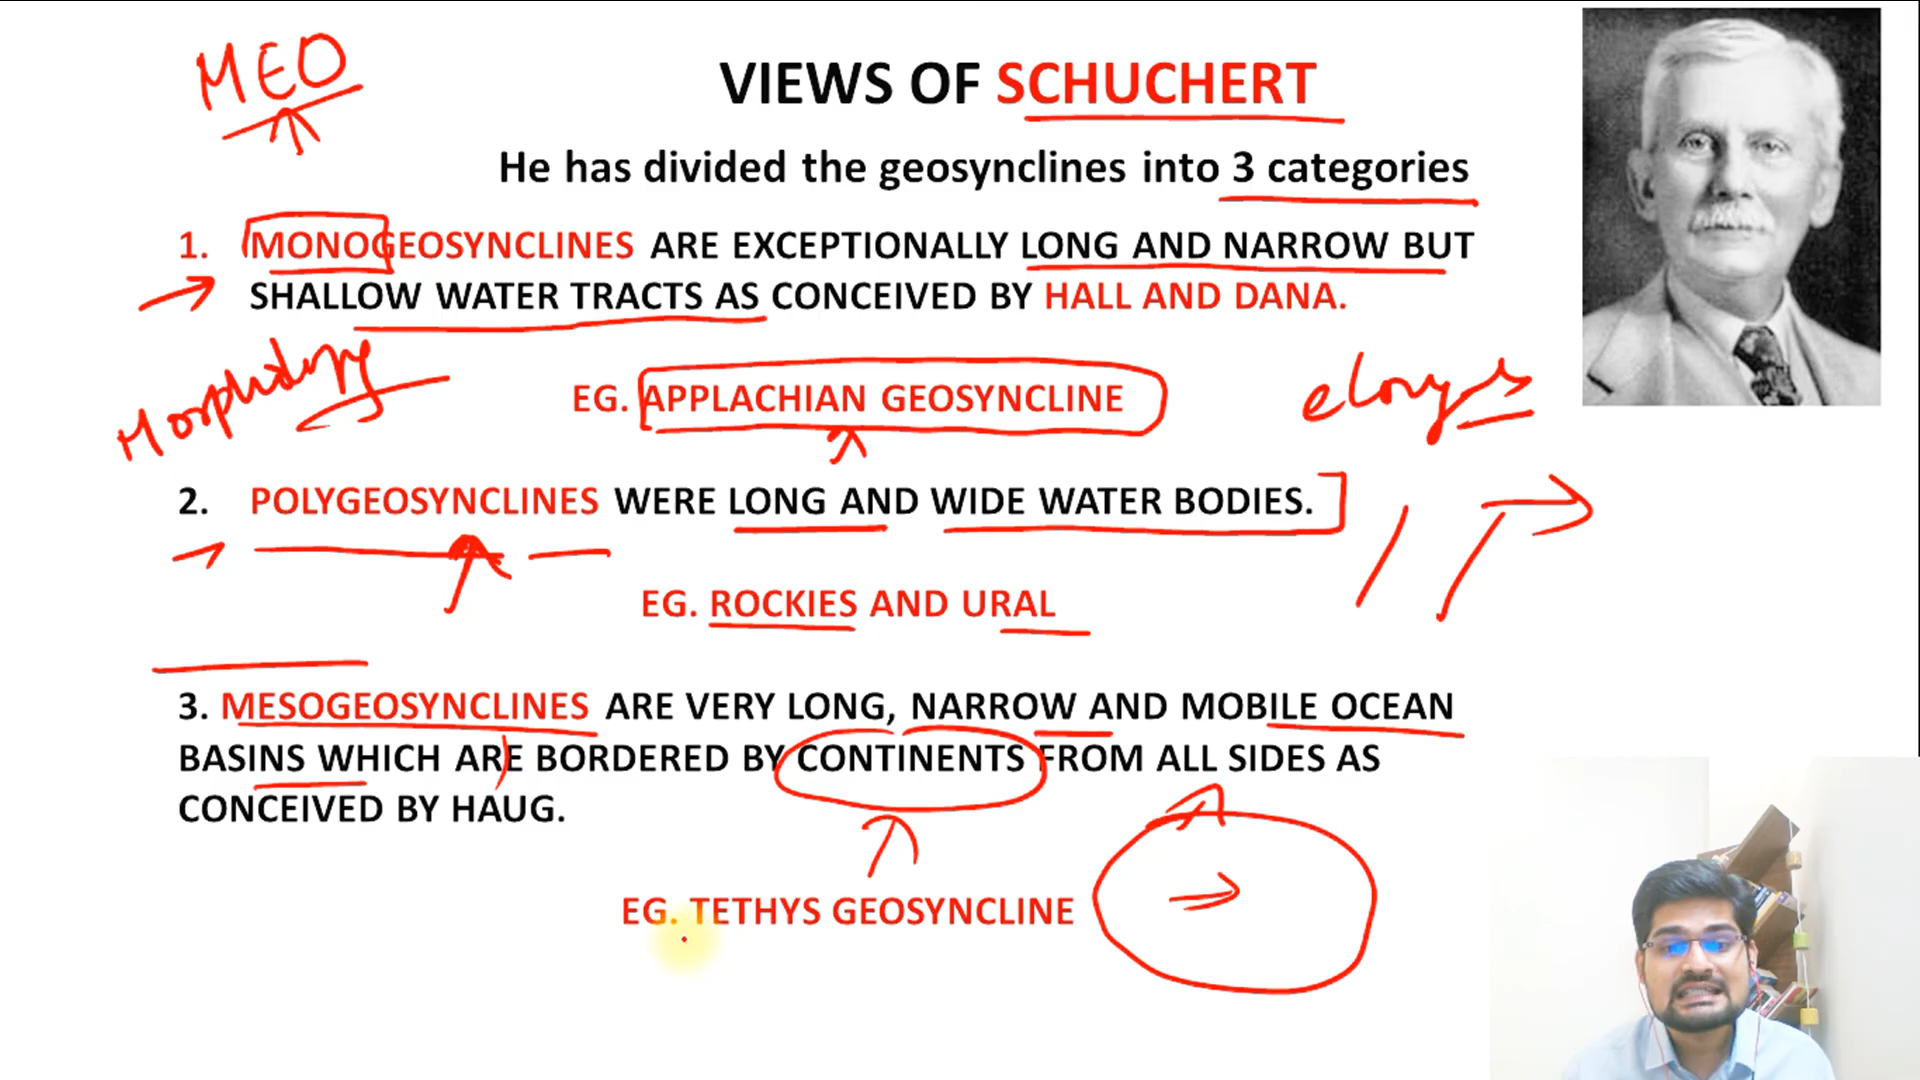 MEO
VIEWS OF SCHUCHERT
He has divided the geosynclines into 3 categories
1. MONOGEOSYNCLINES ARE EXCEPTIONALLY LONG AND NARROW BUT
SHALLOW WATER TRACTS AS CONCEIVED BY HALL AND DANA.
Morphology
EG. APPLACHIAN GEOSYNCLINE
2. POLYGEOSYNCLINES WERE LONG AND WIDE WATER BODIES.
EG. ROCKIES AND URAL
3. MESOGEOSYNCLINES ARE VERY LONG, NARROW AND MOBILE OCEAN
BASINS WHICH ARE BORDERED BY CONTINENTS FROM ALL SIDES AS
CONCEIVED BY HAUG.
EG. TETHYS GEOSYNCLINE